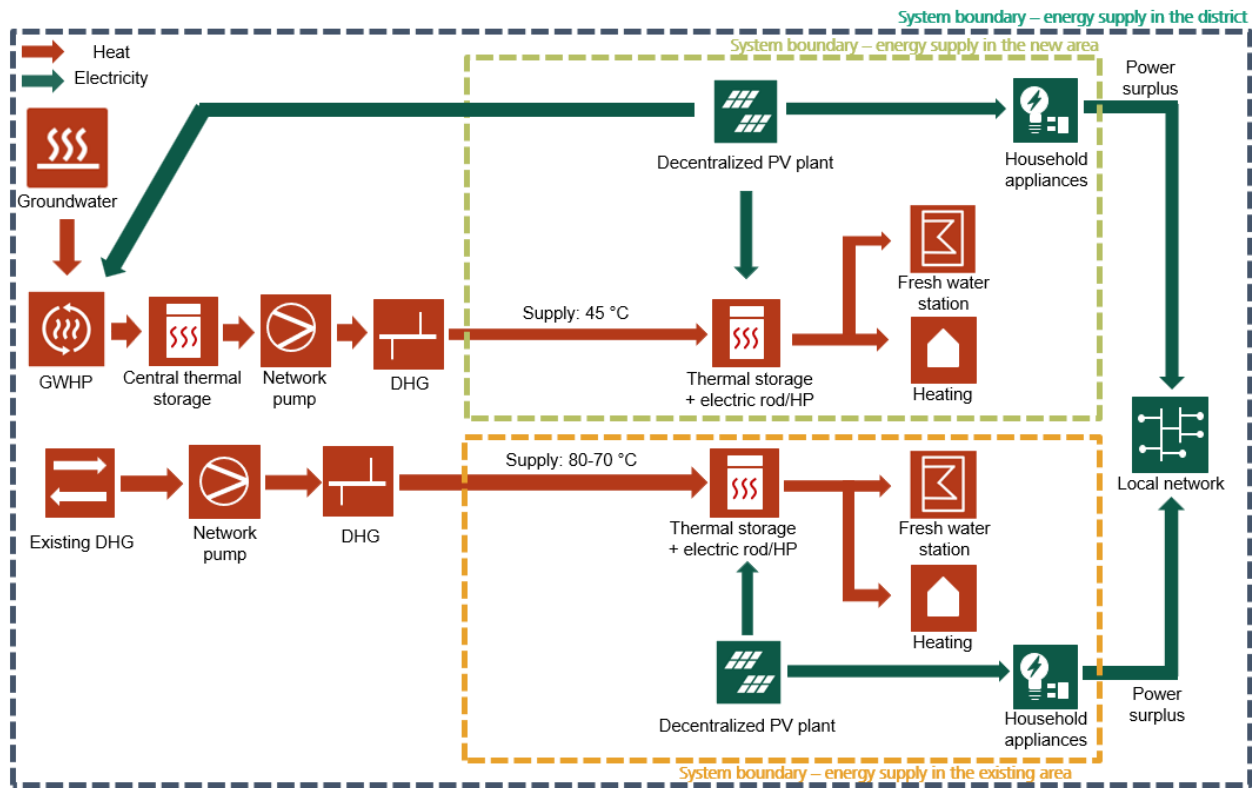 System boundary – energy supply in the district
Heat
Electricity
System boundary – energy supply in the new area
Power
surplus
Groundwater
Decentralized PV plant
Household
appliances
Fresh water
station
Supply: 45 °C
GWHP
Central thermal
storage
Network
pump
DHG
Thermal storage
+ electric rod/HP
Heating
Supply: 80-70 °C
Existing DHG
Network
pump
DHG
Thermal storage
+ electric rod/HP
Fresh water
station
Local network
Heating
Decentralized PV plant
Household
appliances
Power
surplus
System boundary – energy supply in the existing area